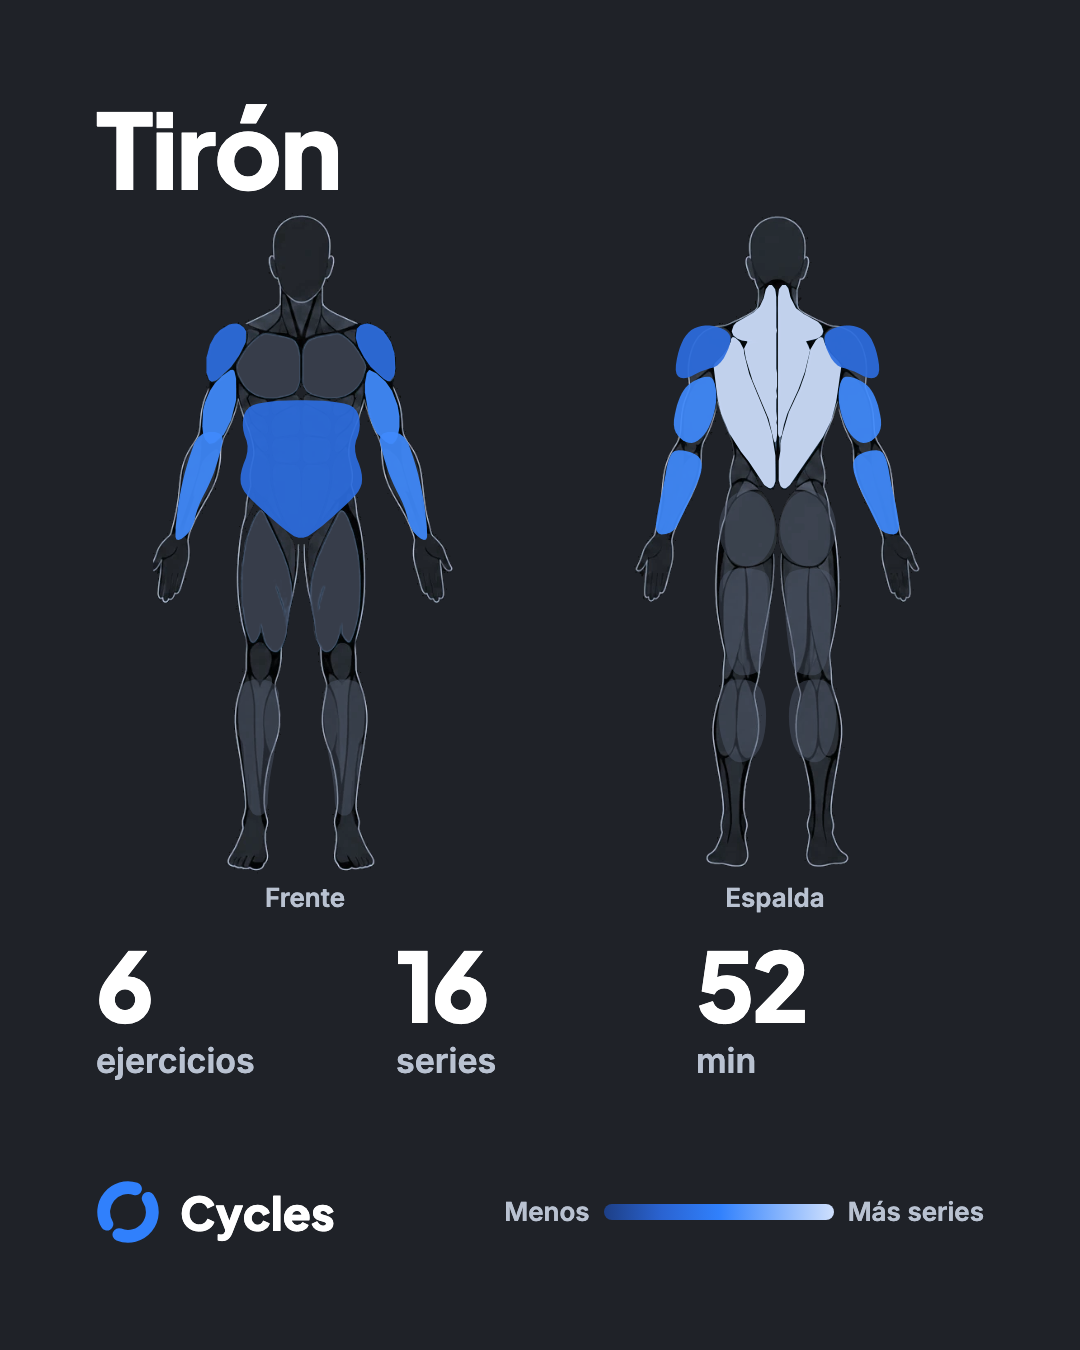 Tirón
Frente
Espalda
6
ejercicios
16
series
52
min
Cycles
Menos
Más series